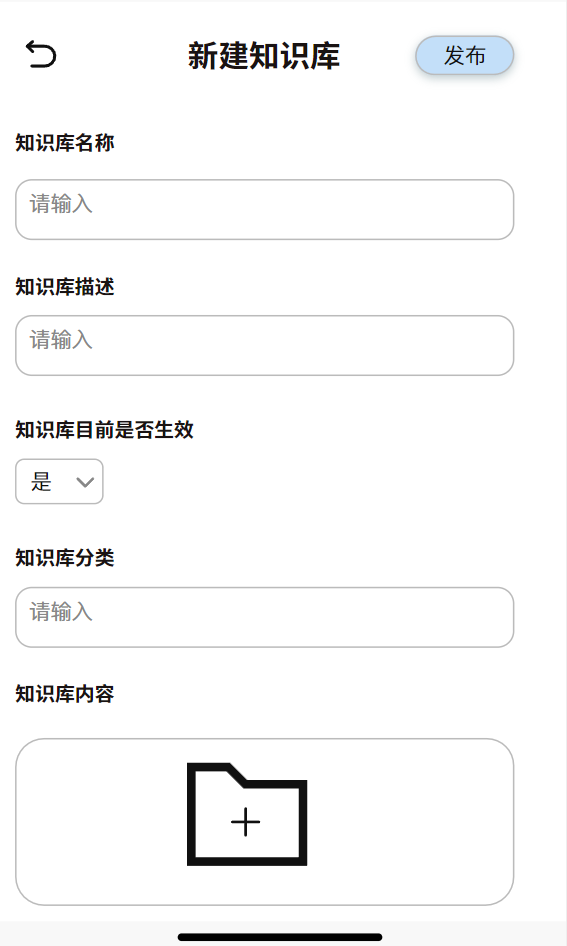 新建知识库
发布
知识库名称
请输入
知识库描述
请输入
知识库目前是否生效
是
知识库分类
请输入
知识库内容